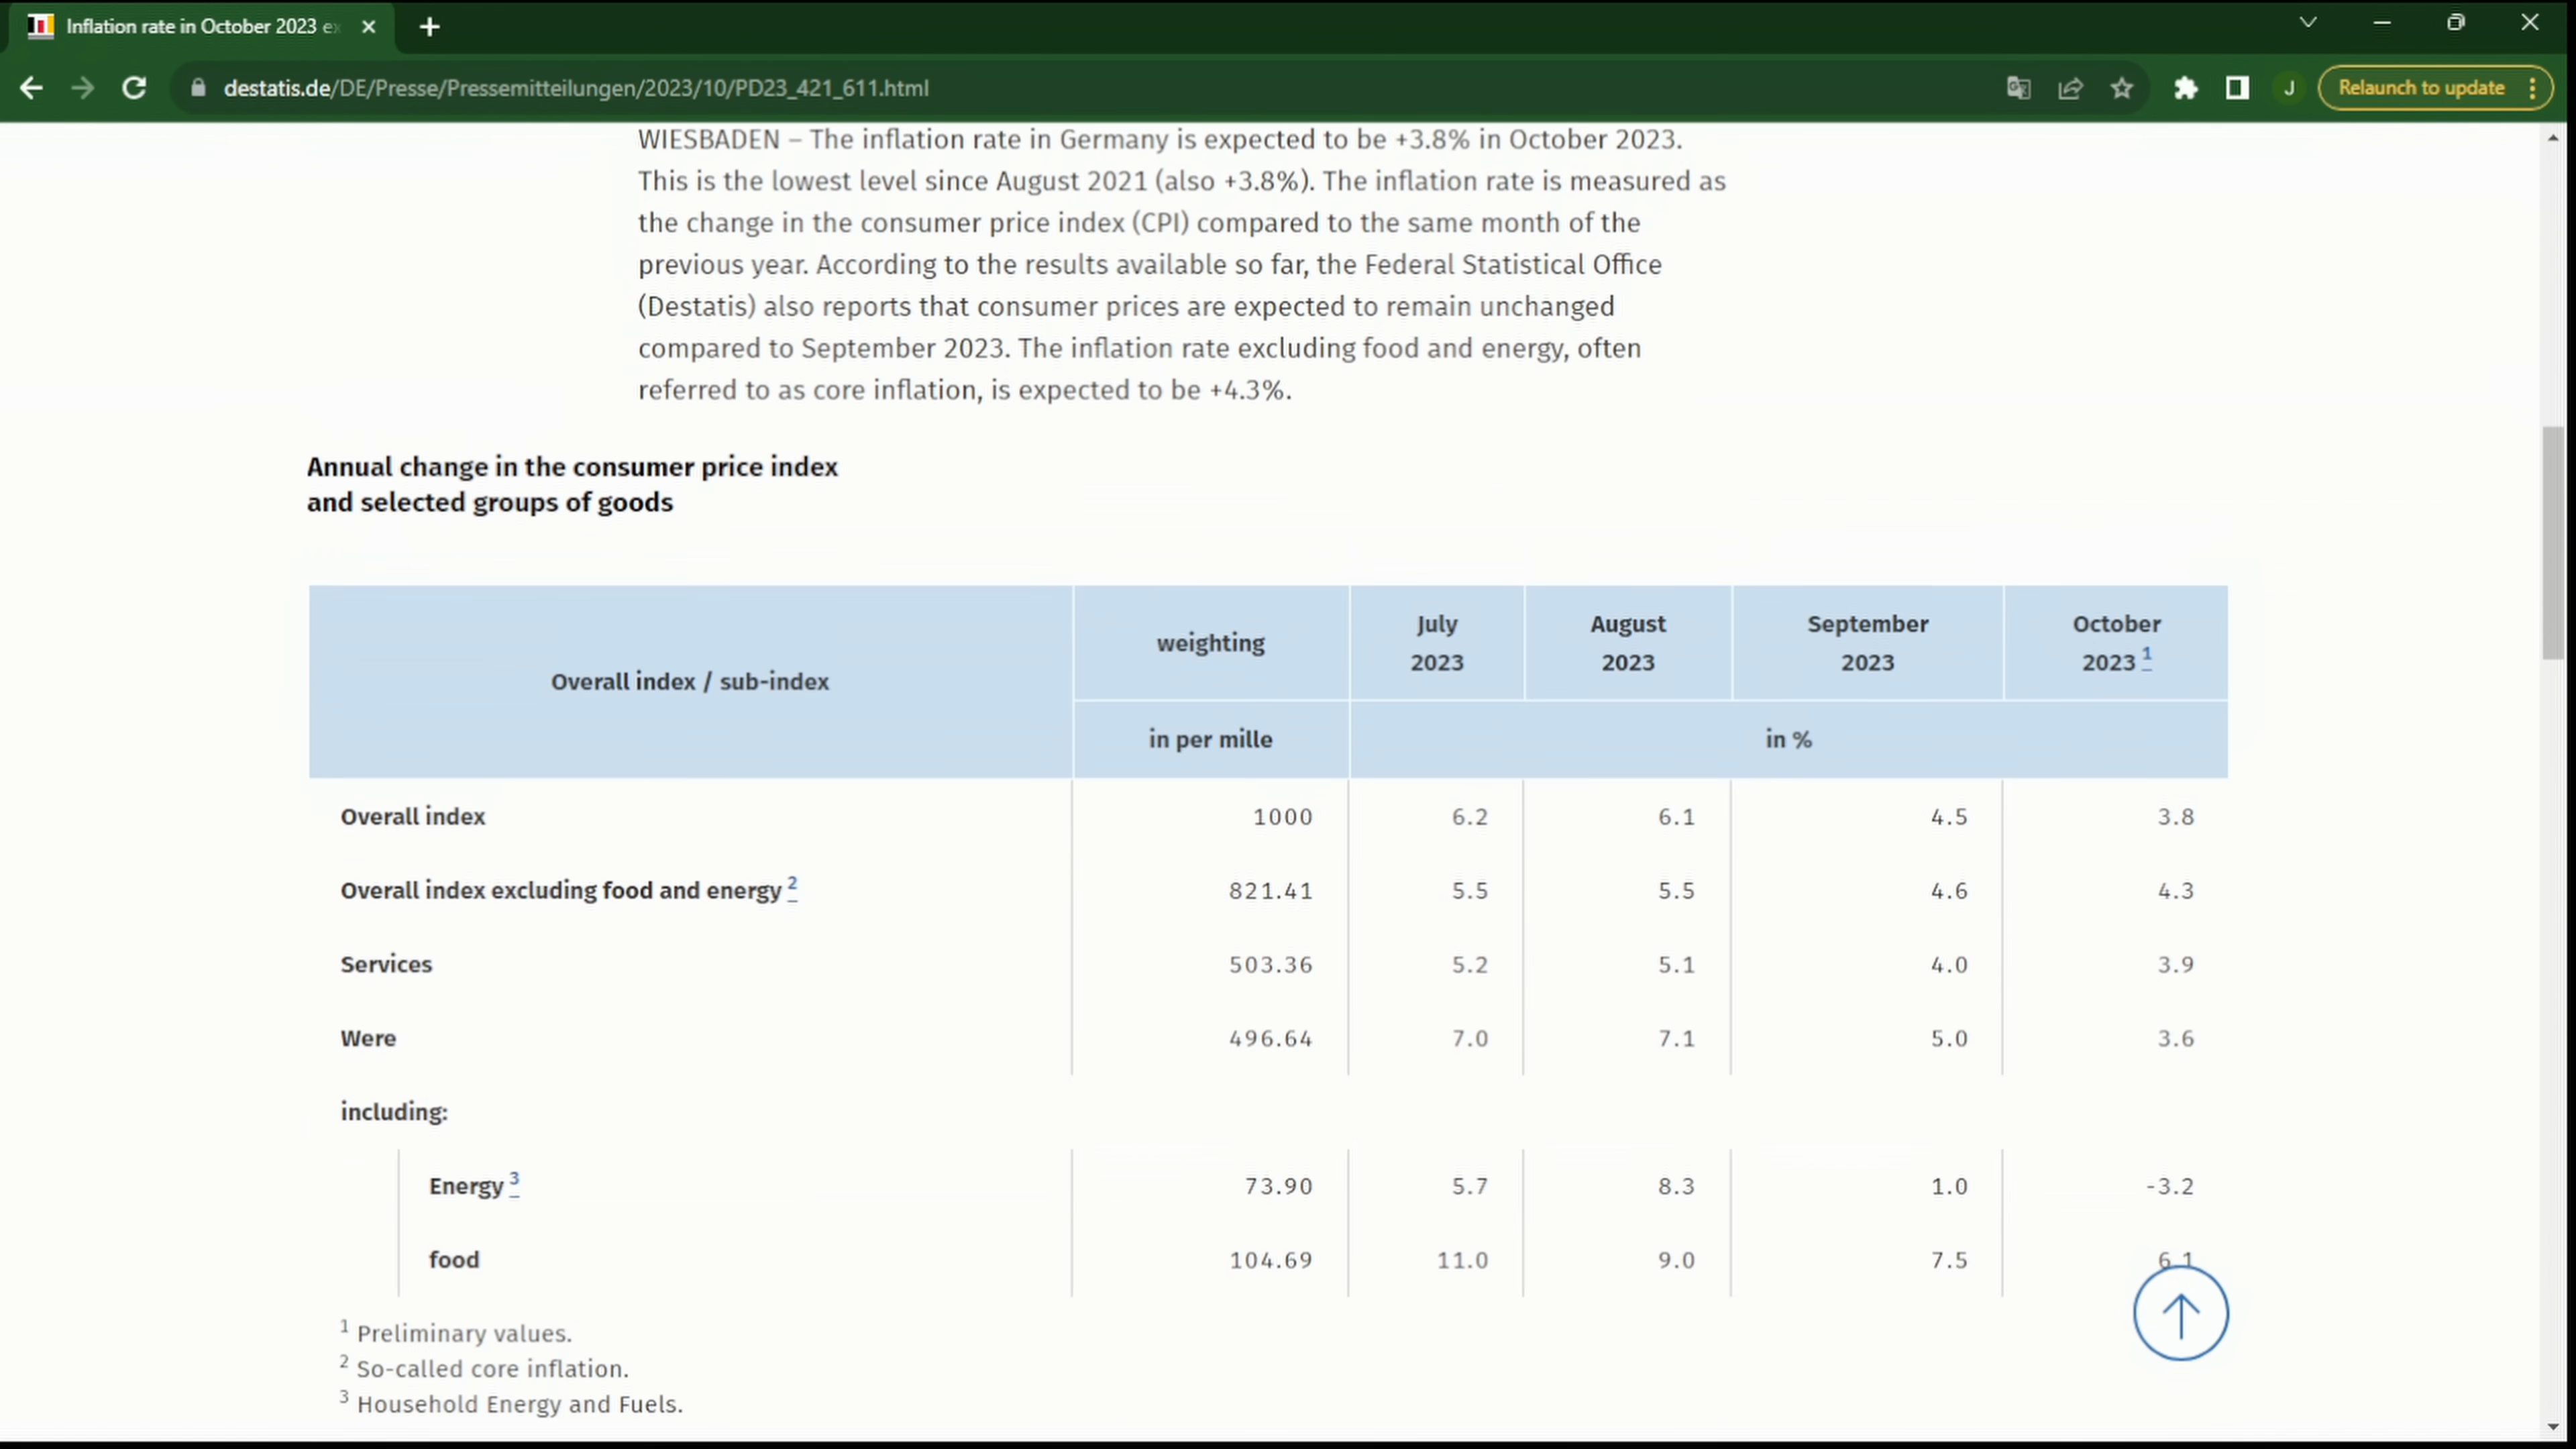 Inflation rate in October 2023 ex
destatis.de/DE/Presse/Pressemitteilungen/2023/10/PD23_421_611.html
J
Relaunch to update
WIESBADEN – The inflation rate in Germany is expected to be +3.8% in October 2023.
This is the lowest level since August 2021 (also +3.8%). The inflation rate is measured as
the change in the consumer price index (CPI) compared to the same month of the
previous year. According to the results available so far, the Federal Statistical Office
(Destatis) also reports that consumer prices are expected to remain unchanged
compared to September 2023. The inflation rate excluding food and energy, often
referred to as core inflation, is expected to be +4.3%.
Annual change in the consumer price index
and selected groups of goods
Overall index / sub-index
weighting
July
2023
August
2023
September
2023
October
2023 1
in per mille
in %
Overall index 1000 6.2 6.1 4.5 3.8
Overall index excluding food and energy 2 821.41 5.5 5.5 4.6 4.3
Services 503.36 5.2 5.1 4.0 3.9
Were 496.64 7.0 7.1 5.0 3.6
including:
Energy 3 73.90 5.7 8.3 1.0 -3.2
food 104.69 11.0 9.0 7.5 6.1
1 Preliminary values.
2 So-called core inflation.
3 Household Energy and Fuels.